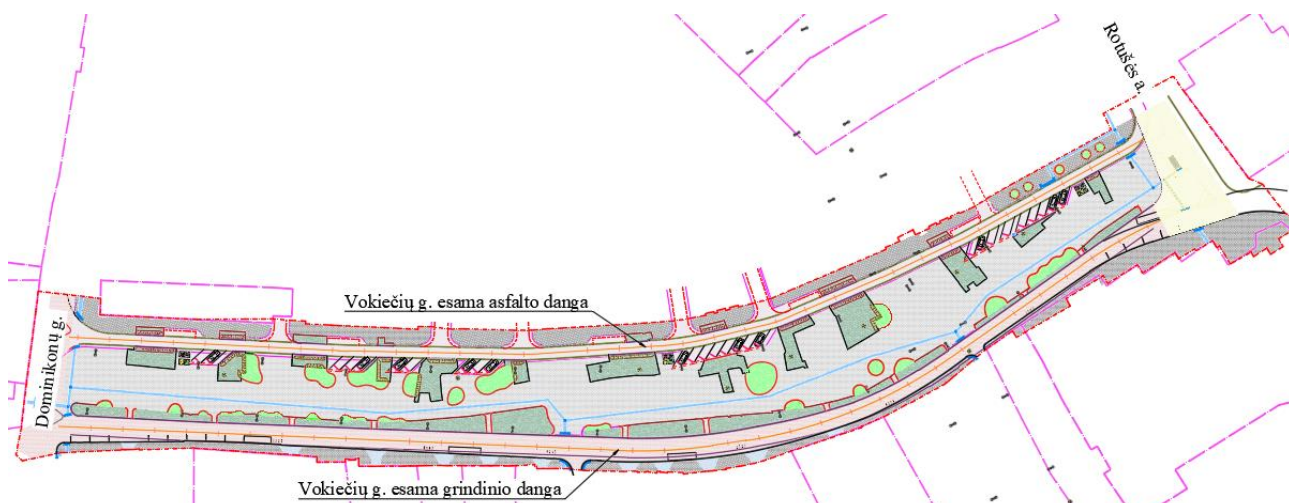 Rotušės a.
Vokiečių g. esama asfalto danga
Dominikonų g.
Vokiečių g. esama grindinio danga